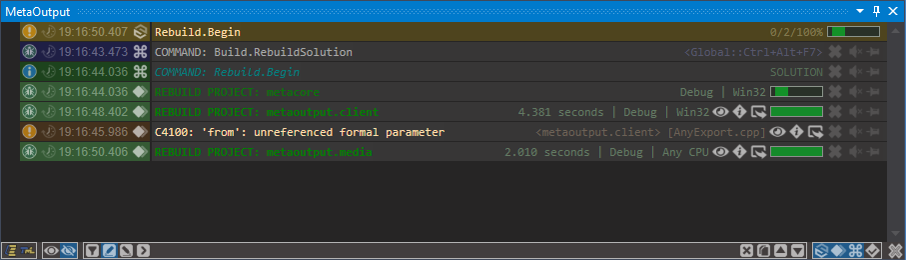 MetaOutput
19:16:50.407 Rebuild.Begin 0/2/100%
19:16:43.473 COMMAND: Build.RebuildSolution <Global::Ctrl+Alt+F7>
19:16:44.036 COMMAND: Rebuild.Begin SOLUTION
19:16:44.036 REBUILD PROJECT: metacore Debug | Win32
19:16:48.402 REBUILD PROJECT: metaoutput.client 4.381 seconds | Debug | Win32
19:16:45.986 C4100: 'from': unreferenced formal parameter <metaoutput.client> [AnyExport.cpp]
19:16:50.406 REBUILD PROJECT: metaoutput.media 2.010 seconds | Debug | Any CPU